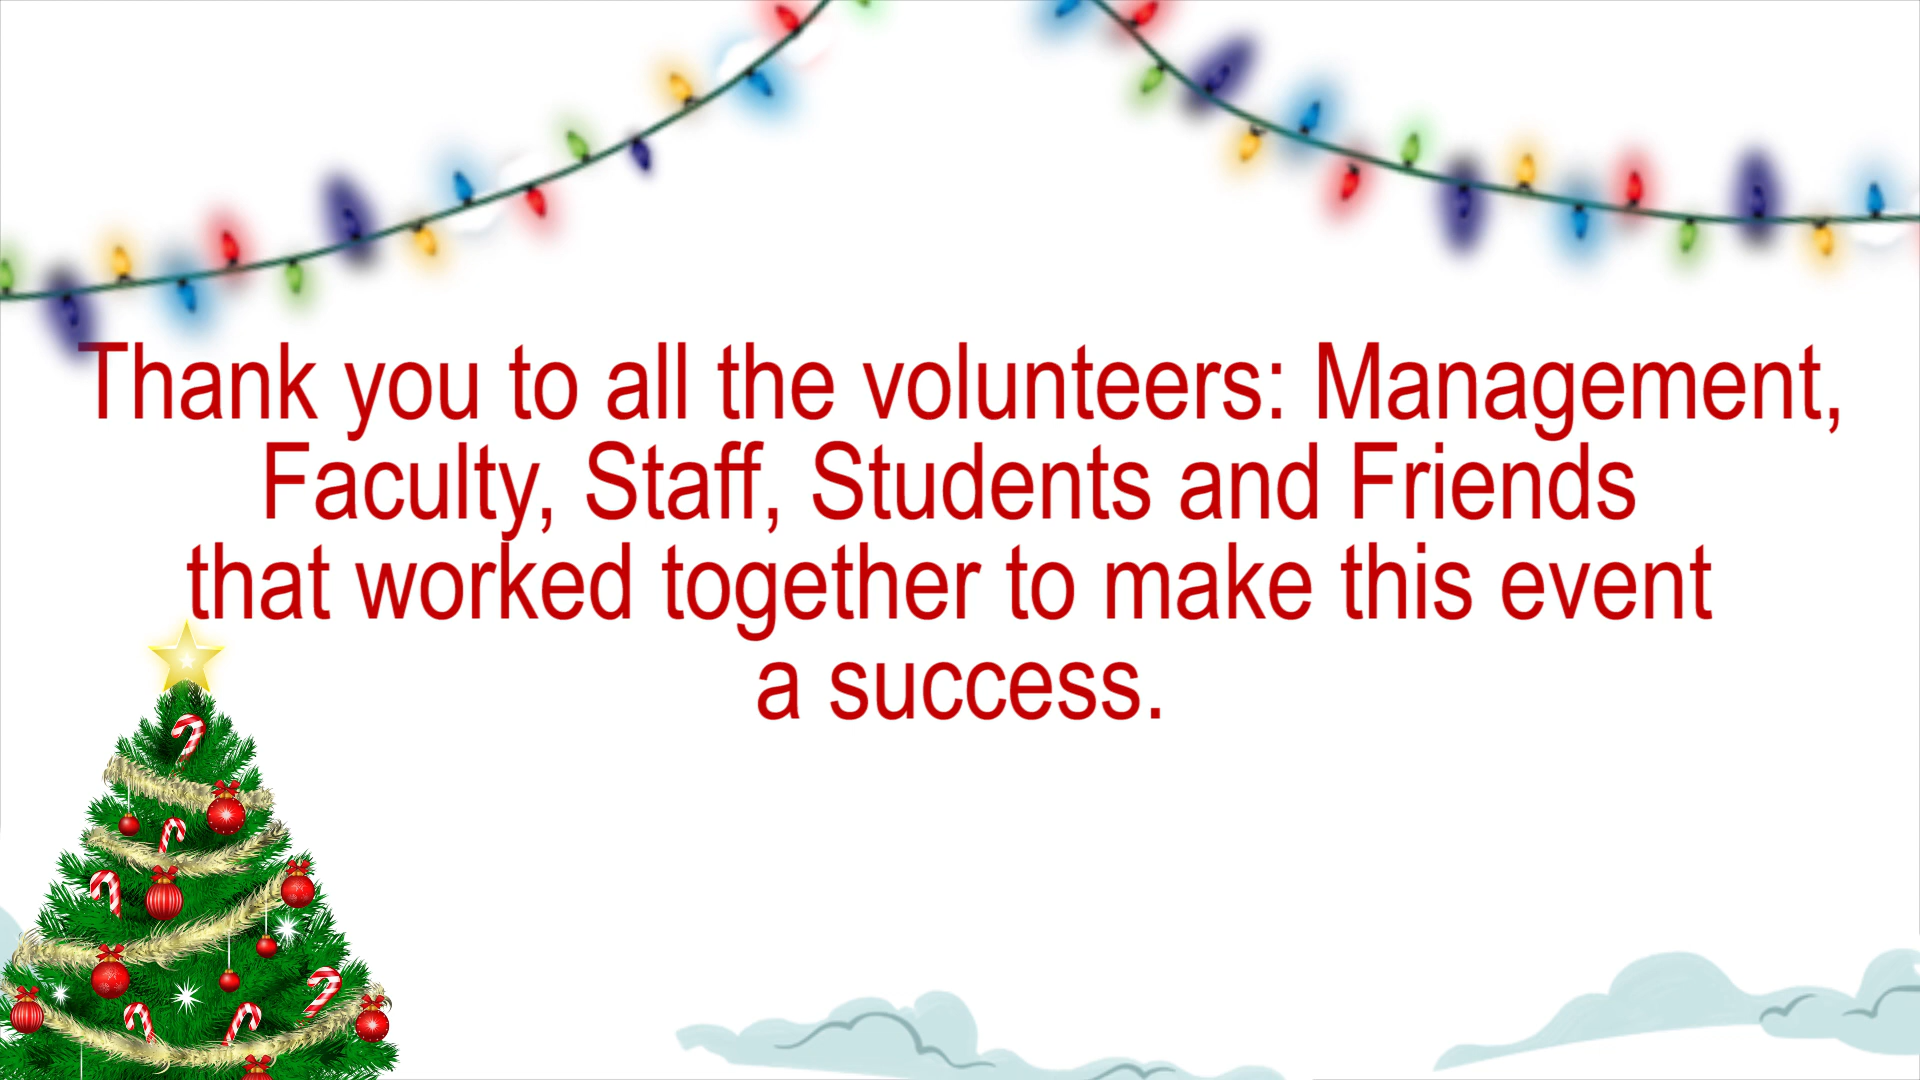 Thank you to all the volunteers: Management,
Faculty, Staff, Students and Friends
that worked together to make this event
a success.